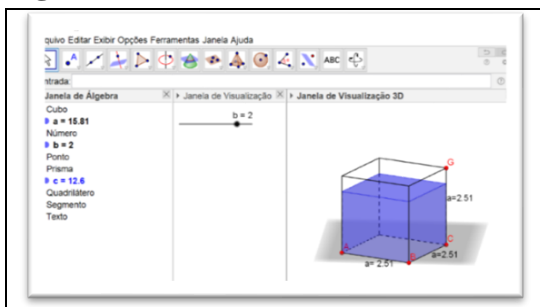 quivo Editar Exibir Opções Ferramentas Janela Ajuda
A
ABC
ntrada:
Janela de Álgebra
Janela de Visualização
Janela de Visualização 3D
Cubo
a = 15.81
Número
b = 2
Ponto
Prisma
c = 12.6
Quadrilátero
Segmento
Texto
b = 2
G
a=2.51
A
B
C
a= 2.51
a=2.51